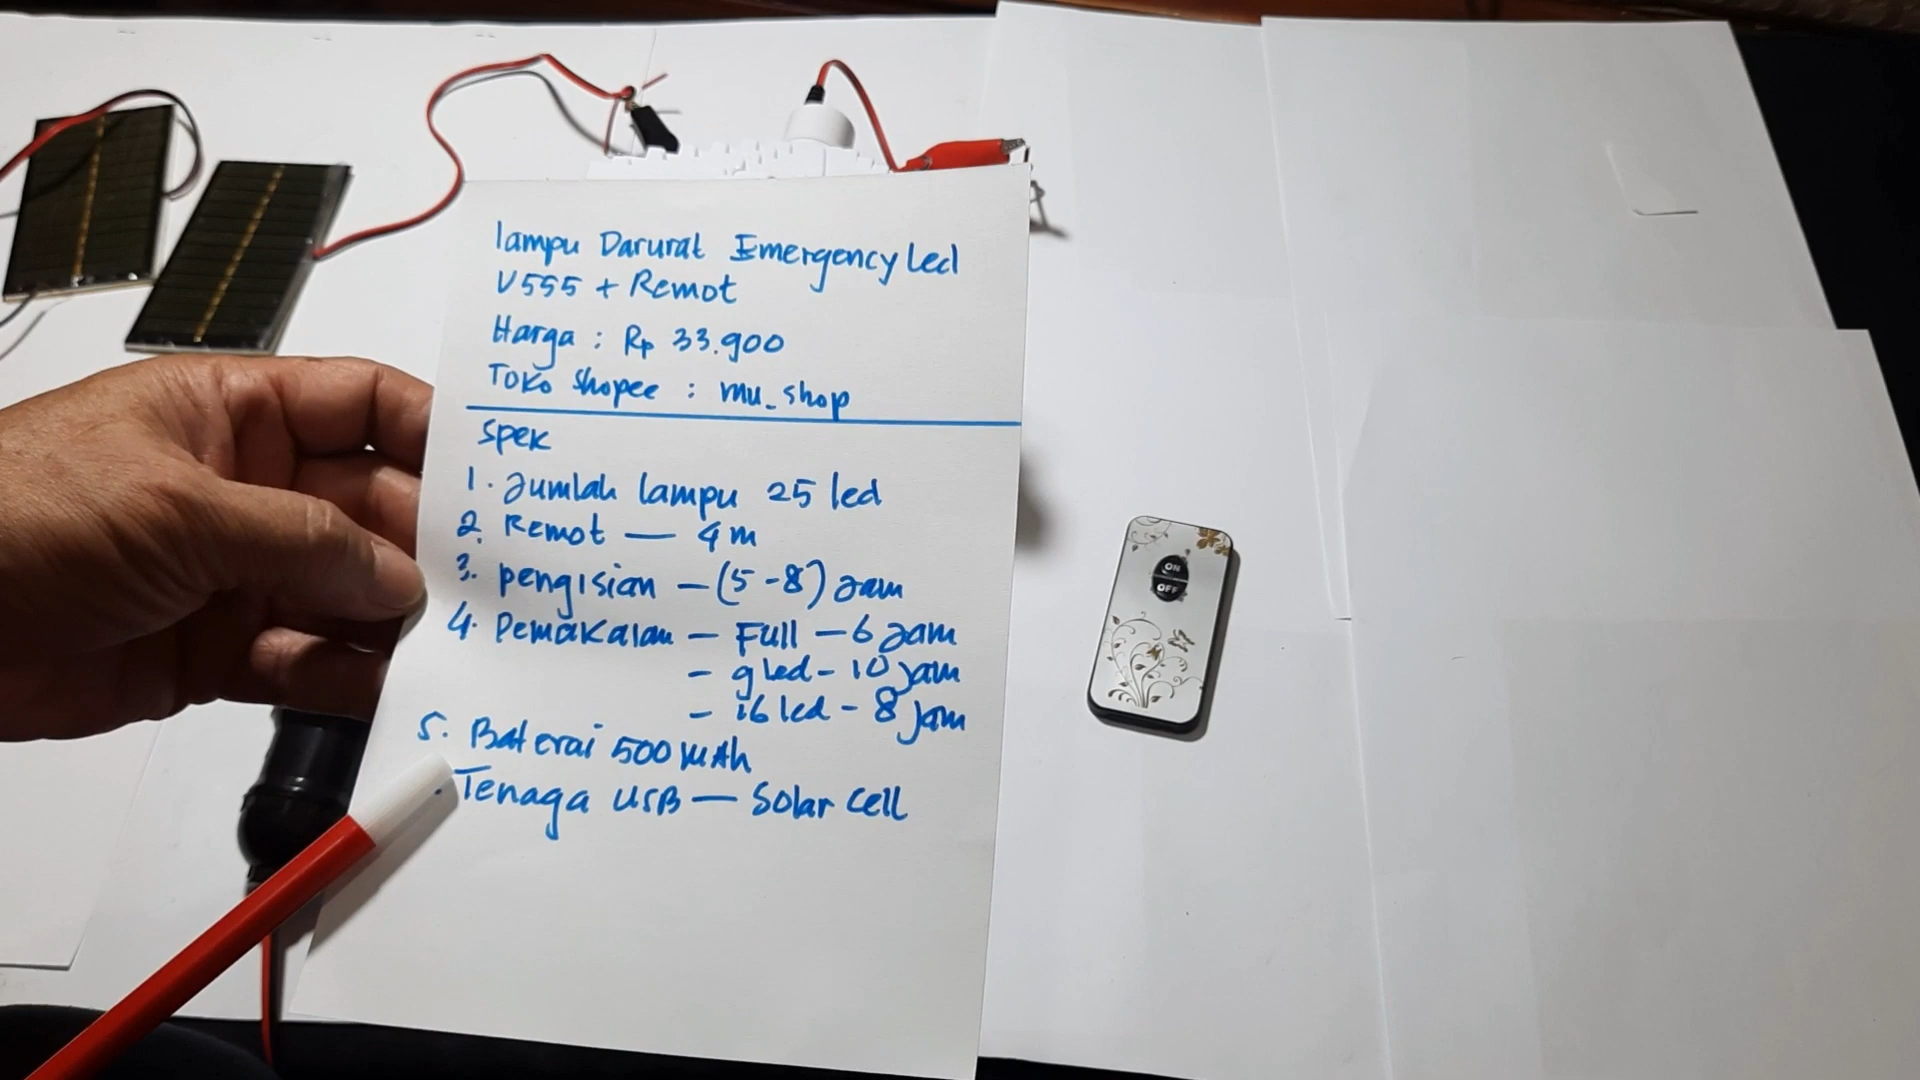 lampu Darurat Emergency Led
V555 + Remot
Harga : Rp 33.900
Toko Shopee : mu_shop
Spek
1. Jumlah lampu 25 led
2. Remot — 4 m
3. pengisian — (5 - 8) Jam
4. Pemakaian — Full — 6 Jam
- 9 led - 10 jam
- 16 led - 8 jam
5. Baterai 500 mAh
. Tenaga USB — Solar Cell
ON
OFF